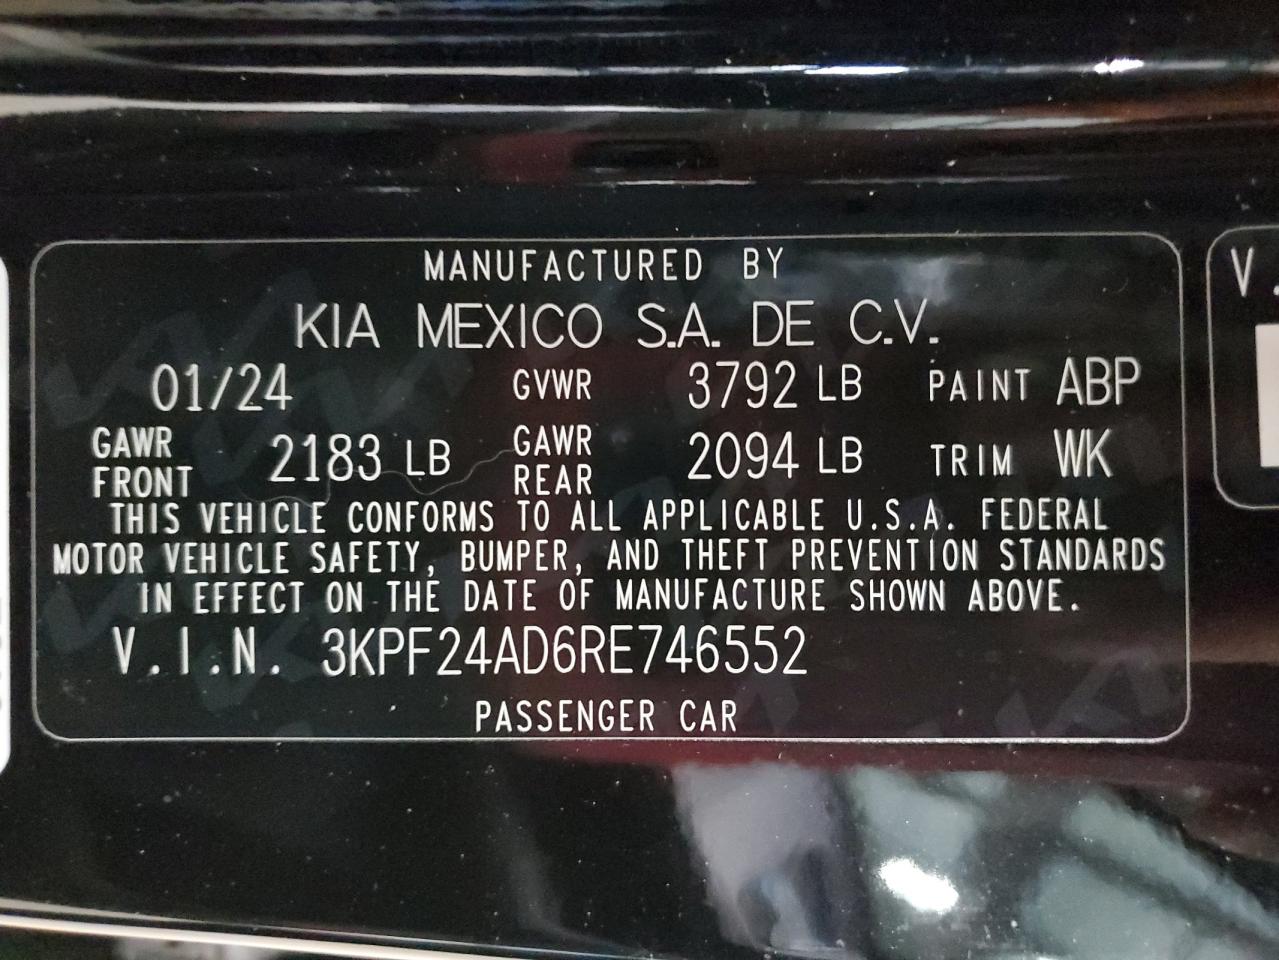 MANUFACTURED BY
KIA MEXICO S.A. DE C.V.
01/24 GVWR 3792 LB PAINT ABP
GAWR FRONT 2183 LB GAWR REAR 2094 LB TRIM WK
THIS VEHICLE CONFORMS TO ALL APPLICABLE U.S.A. FEDERAL
MOTOR VEHICLE SAFETY, BUMPER, AND THEFT PREVENTION STANDARDS
IN EFFECT ON THE DATE OF MANUFACTURE SHOWN ABOVE.
V.I.N. 3KPF24AD6RE746552
PASSENGER CAR
V.